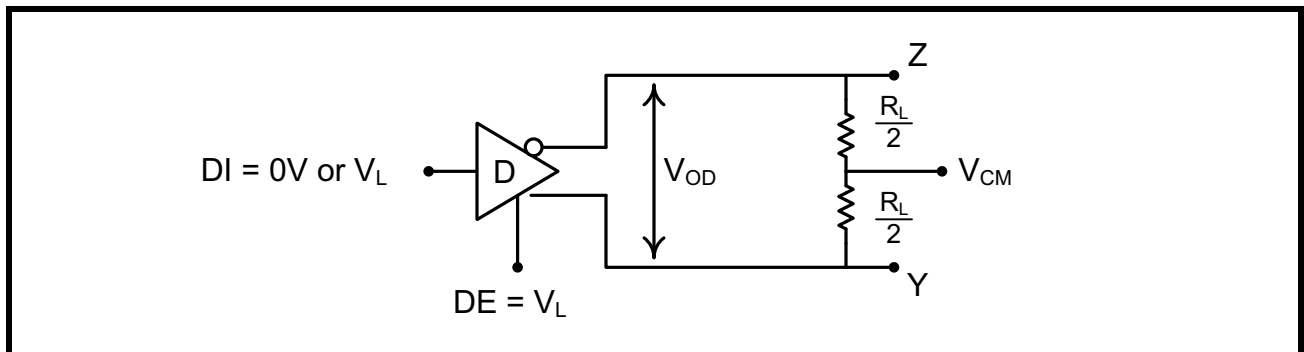 Z
R_L
2
DI = 0V or V_L
D
V_OD
V_CM
R_L
2
Y
DE = V_L